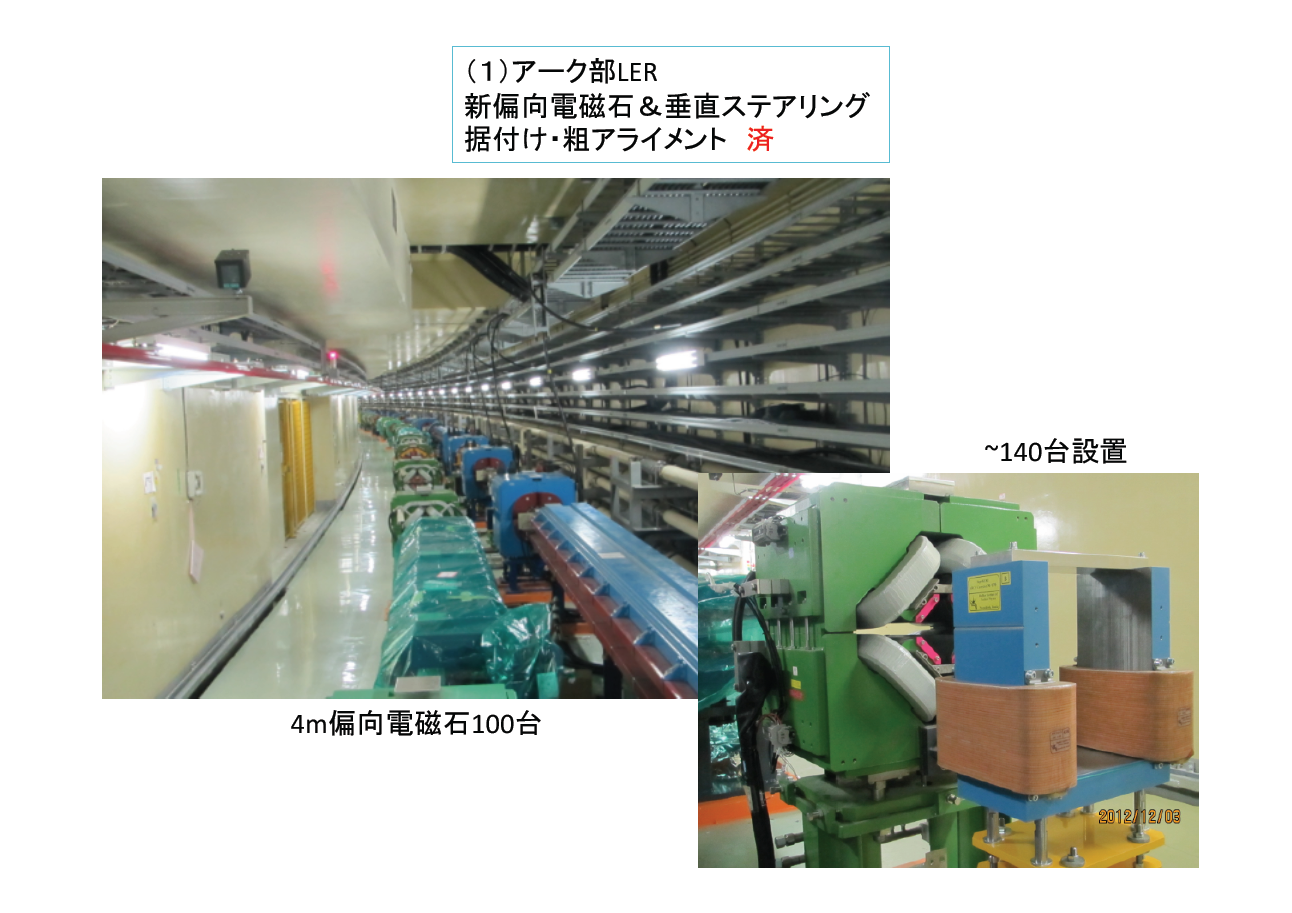 （１）アーク部LER
新偏向電磁石＆垂直ステアリング
据付け・粗アライメント　済
~140台設置
4m偏向電磁石100台
2012/12/03